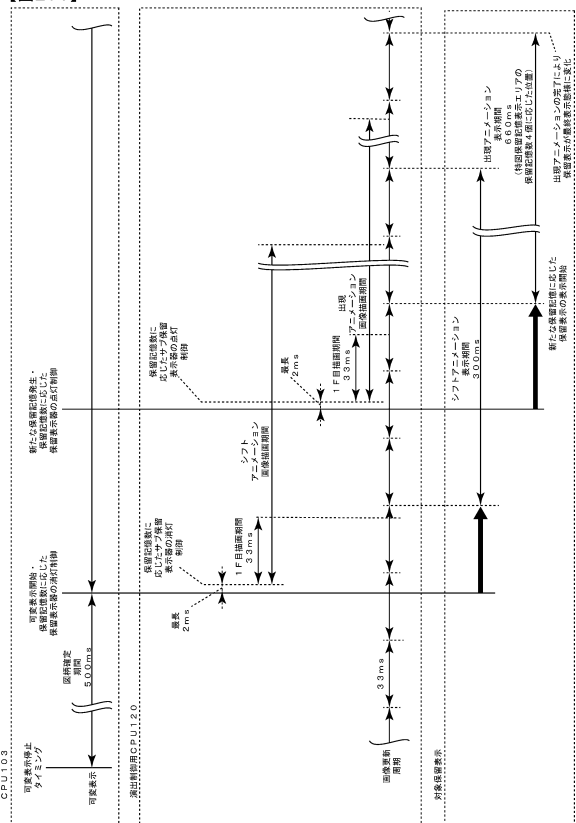 CPU103
可変表示停止
タイミング
可変表示
図柄確定
期間
500ms
可変表示開始・
保留記憶数に応じた
保留表示器の消灯制御
新たな保留記憶発生・
保留記憶数に応じた
保留表示器の点灯制御
演出制御用CPU120
最長
2ms
保留記憶数に
応じたサブ保留
表示器の消灯
制御
1F目描画期間
33ms
シフト
アニメーション
画像描画期間
最長
2ms
保留記憶数に
応じたサブ保留
表示器の点灯
制御
1F目描画期間
33ms
出現
アニメーション
画像描画期間
画像更新
周期
33ms
対象保留表示
シフトアニメーション
表示期間
300ms
新たな保留記憶に応じた
保留表示の表示開始
出現アニメーション
表示期間
660ms
(特図保留記憶表示エリアの
保留記憶数4個に応じた位置)
出現アニメーションの完了により
保留表示が最終表示態様に変化